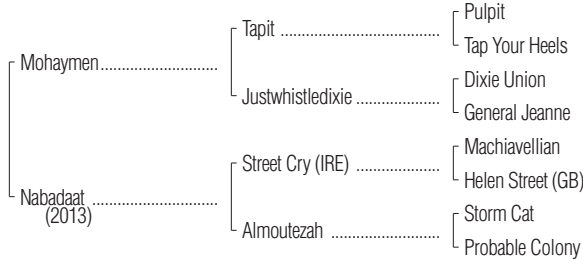 Pulpit
Tapit
Tap Your Heels
Mohaymen
Dixie Union
Justwhistledixie
General Jeanne
Machiavellian
Street Cry (IRE)
Helen Street (GB)
Nabadaat
(2013)
Storm Cat
Almoutezah
Probable Colony